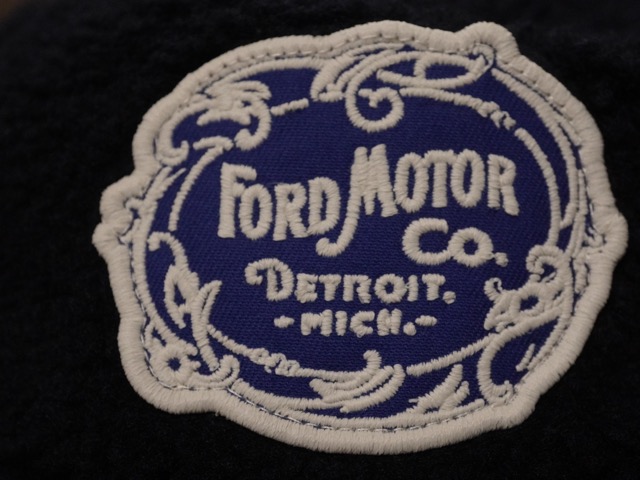 FORD MOTOR
CO.
DETROIT.
-MICH.-